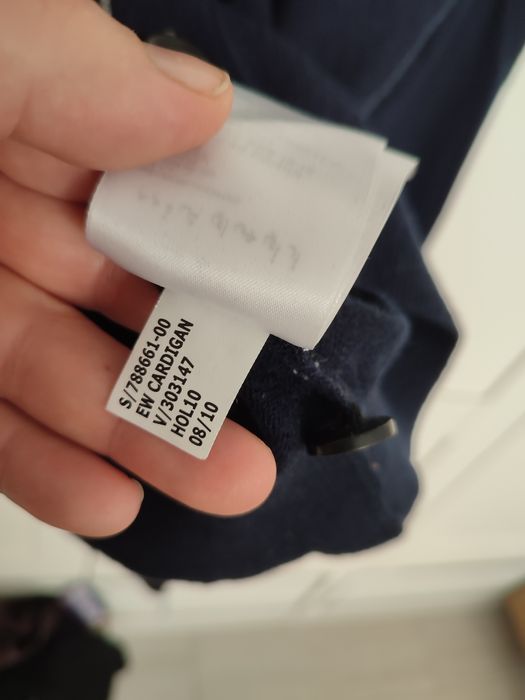 S/788661-00
EW CARDIGAN
V/303147
HOL10
08/10